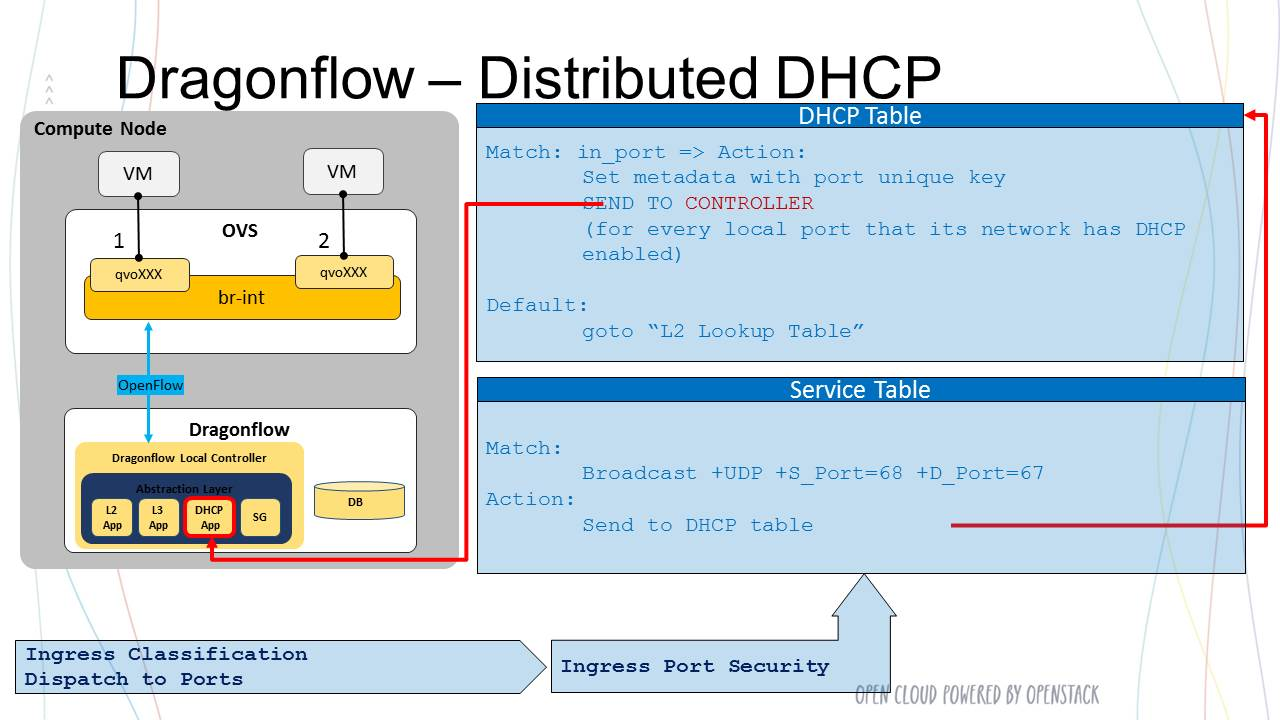 Dragonflow – Distributed DHCP
Compute Node
VM
VM
OVS
1
2
qvoXXX
qvoXXX
br-int
OpenFlow
Dragonflow
Dragonflow Local Controller
Abstraction Layer
L2
App
L3
App
DHCP
App
SG
DB
DHCP Table
Match: in_port => Action:
Set metadata with port unique key
SEND TO CONTROLLER
(for every local port that its network has DHCP
enabled)
Default:
goto “L2 Lookup Table”
Service Table
Match:
Broadcast +UDP +S_Port=68 +D_Port=67
Action:
Send to DHCP table
Ingress Classification
Dispatch to Ports
Ingress Port Security
OPEN CLOUD POWERED BY OPENSTACK